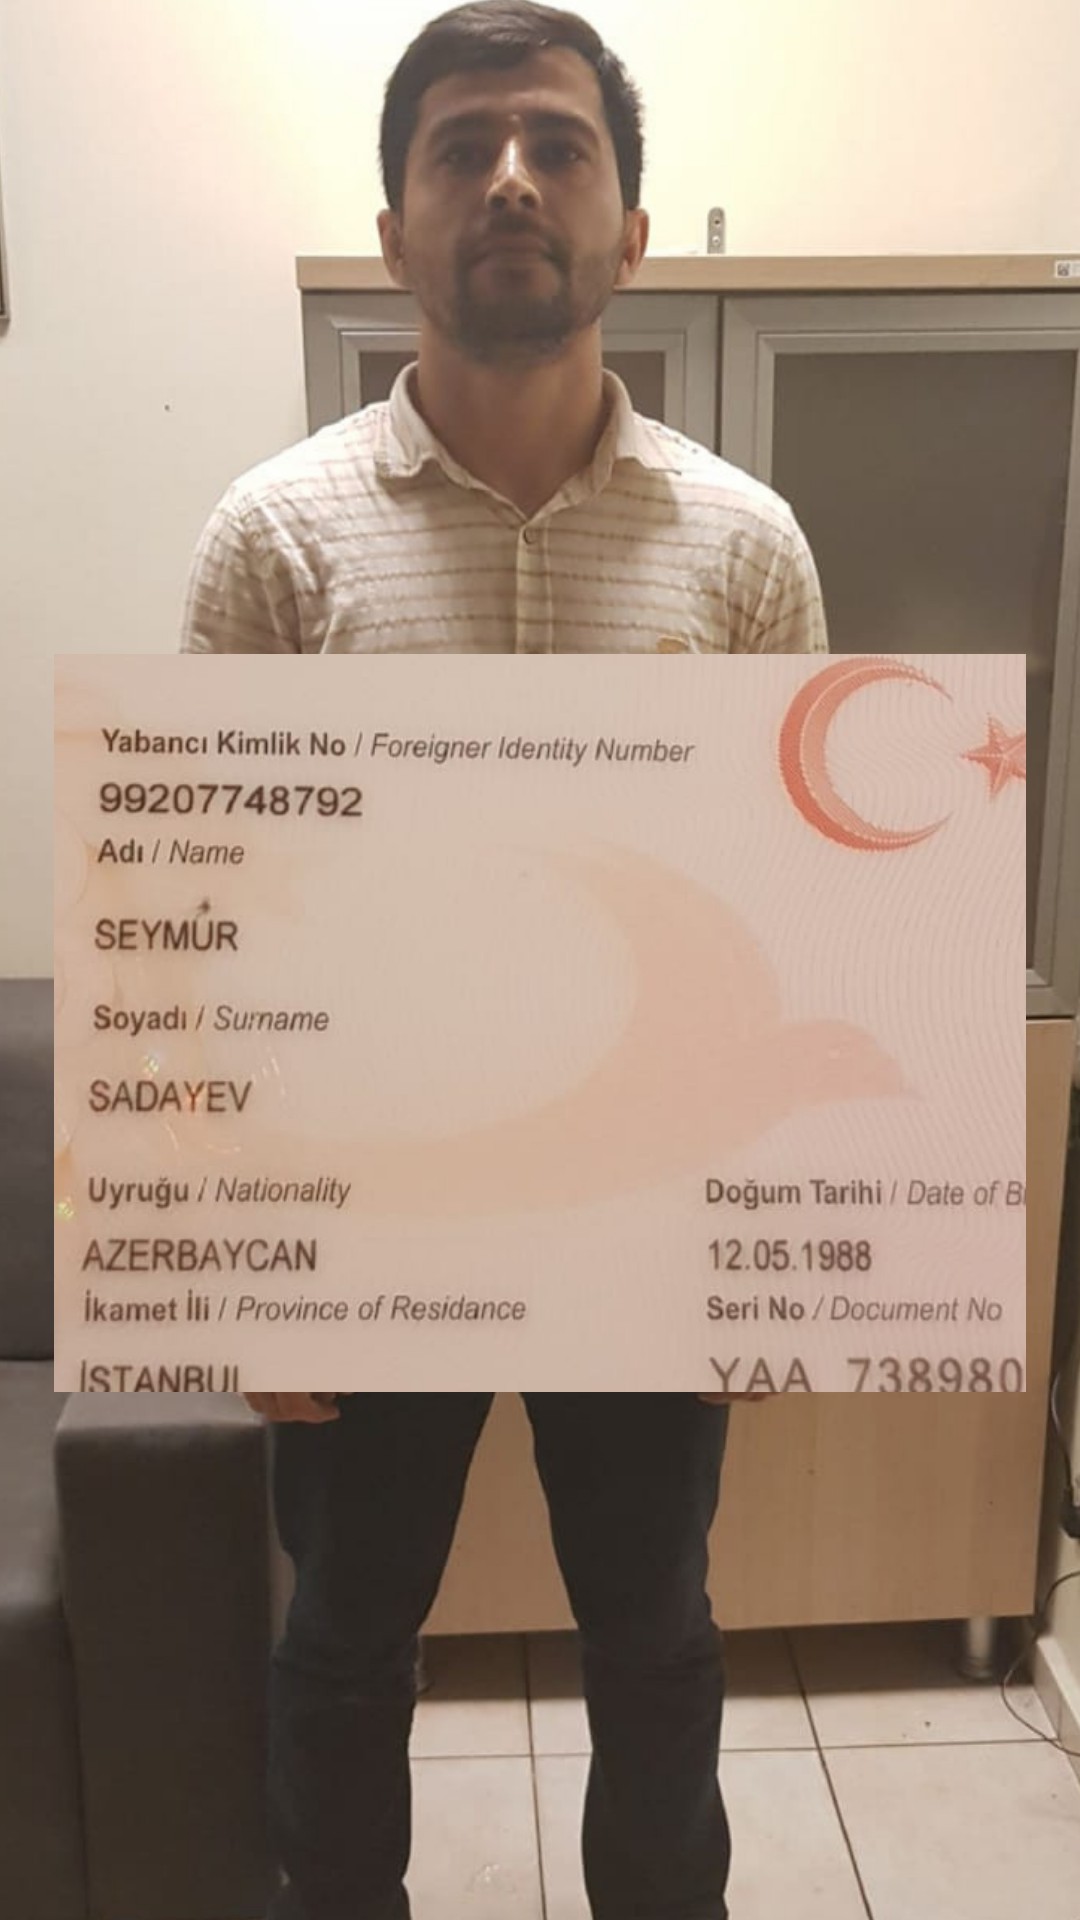 Yabancı Kimlik No / Foreigner Identity Number
99207748792
Adı / Name
SEYMUR
Soyadı / Surname
SADAYEV
Uyruğu / Nationality
AZERBAYCAN
Doğum Tarihi / Date of
12.05.1988
İkamet İli / Province of Residance
İSTANBUL
Seri No / Document No
YAA 738980